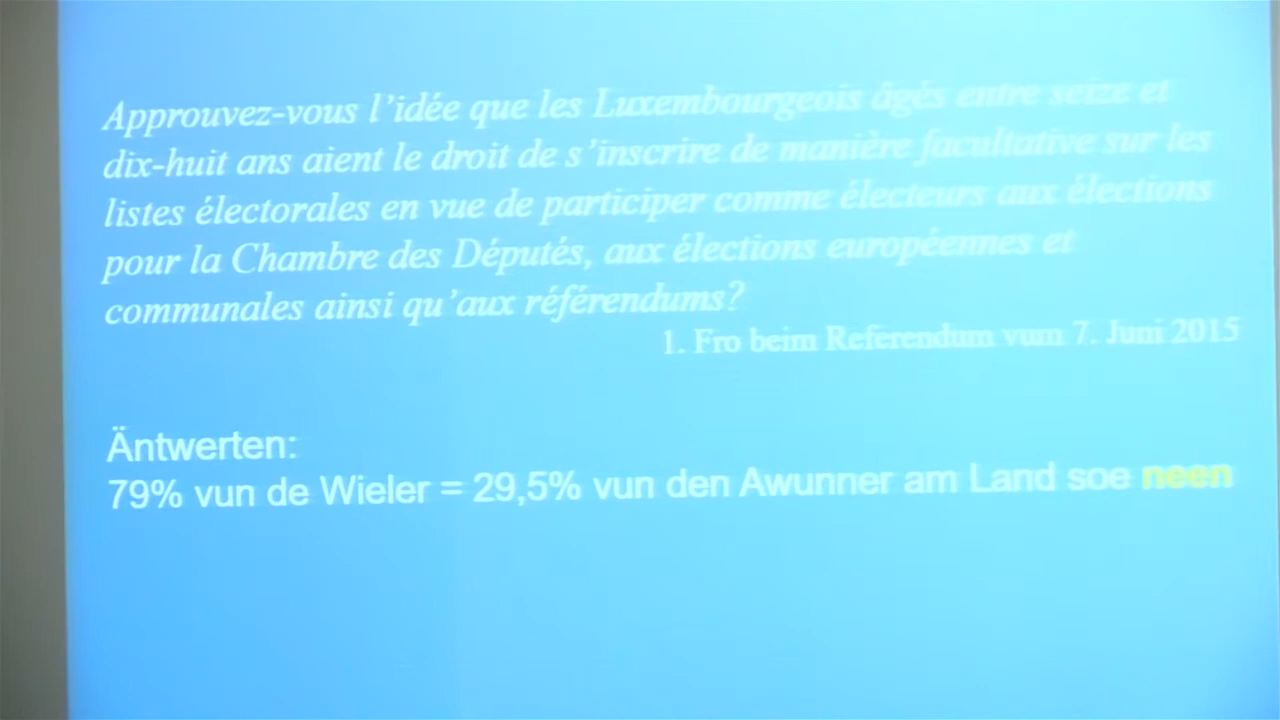 Approuvez-vous l'idée que les Luxembourgeois âgés entre seize et
dix-huit ans aient le droit de s'inscrire de manière facultative sur les
listes électorales en vue de participer comme électeurs aux élections
pour la Chambre des Députés, aux élections européennes et
communales ainsi qu'aux référendums?
1. Fro beim Referendum vum 7. Juni 2015
Äntwerten:
79% vun de Wieler = 29,5% vun den Awunner am Land soe neen